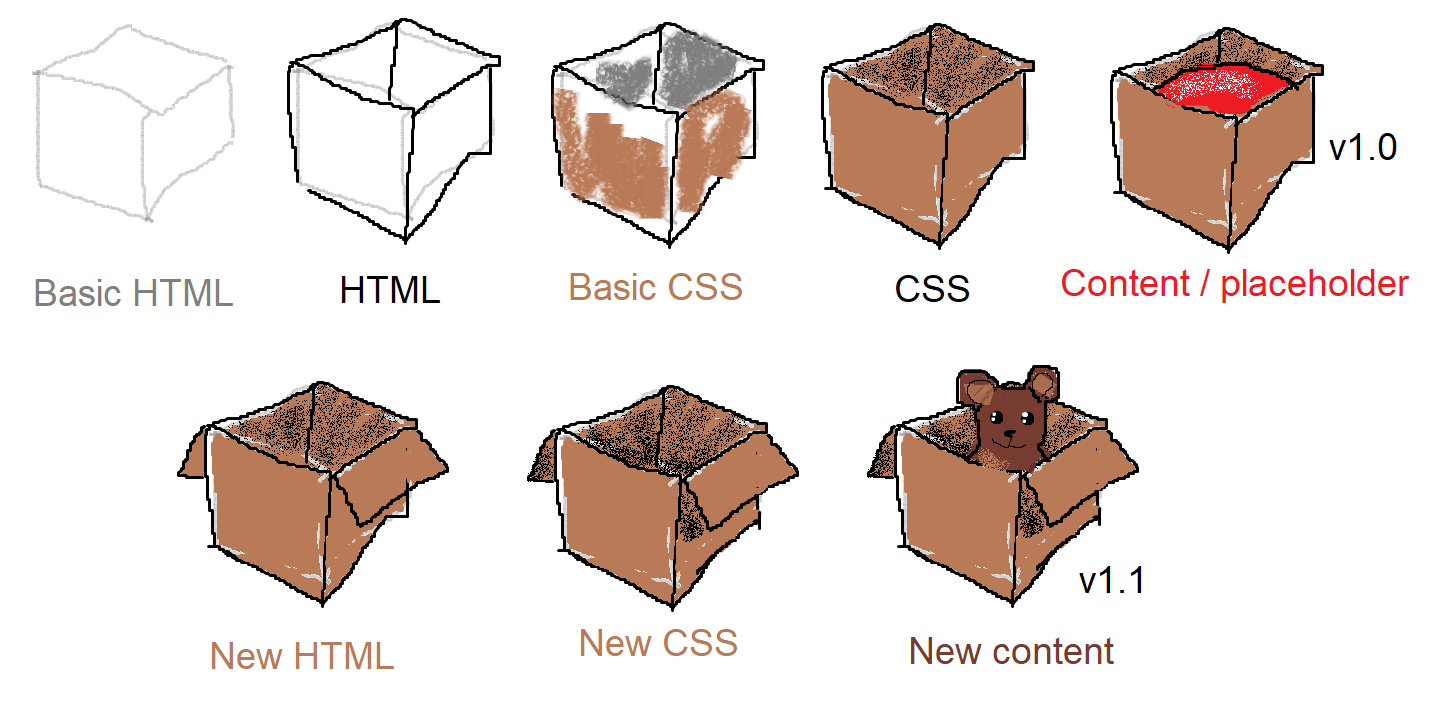 v1.0
Basic HTML
HTML
Basic CSS
CSS
Content / placeholder
v1.1
New HTML
New CSS
New content